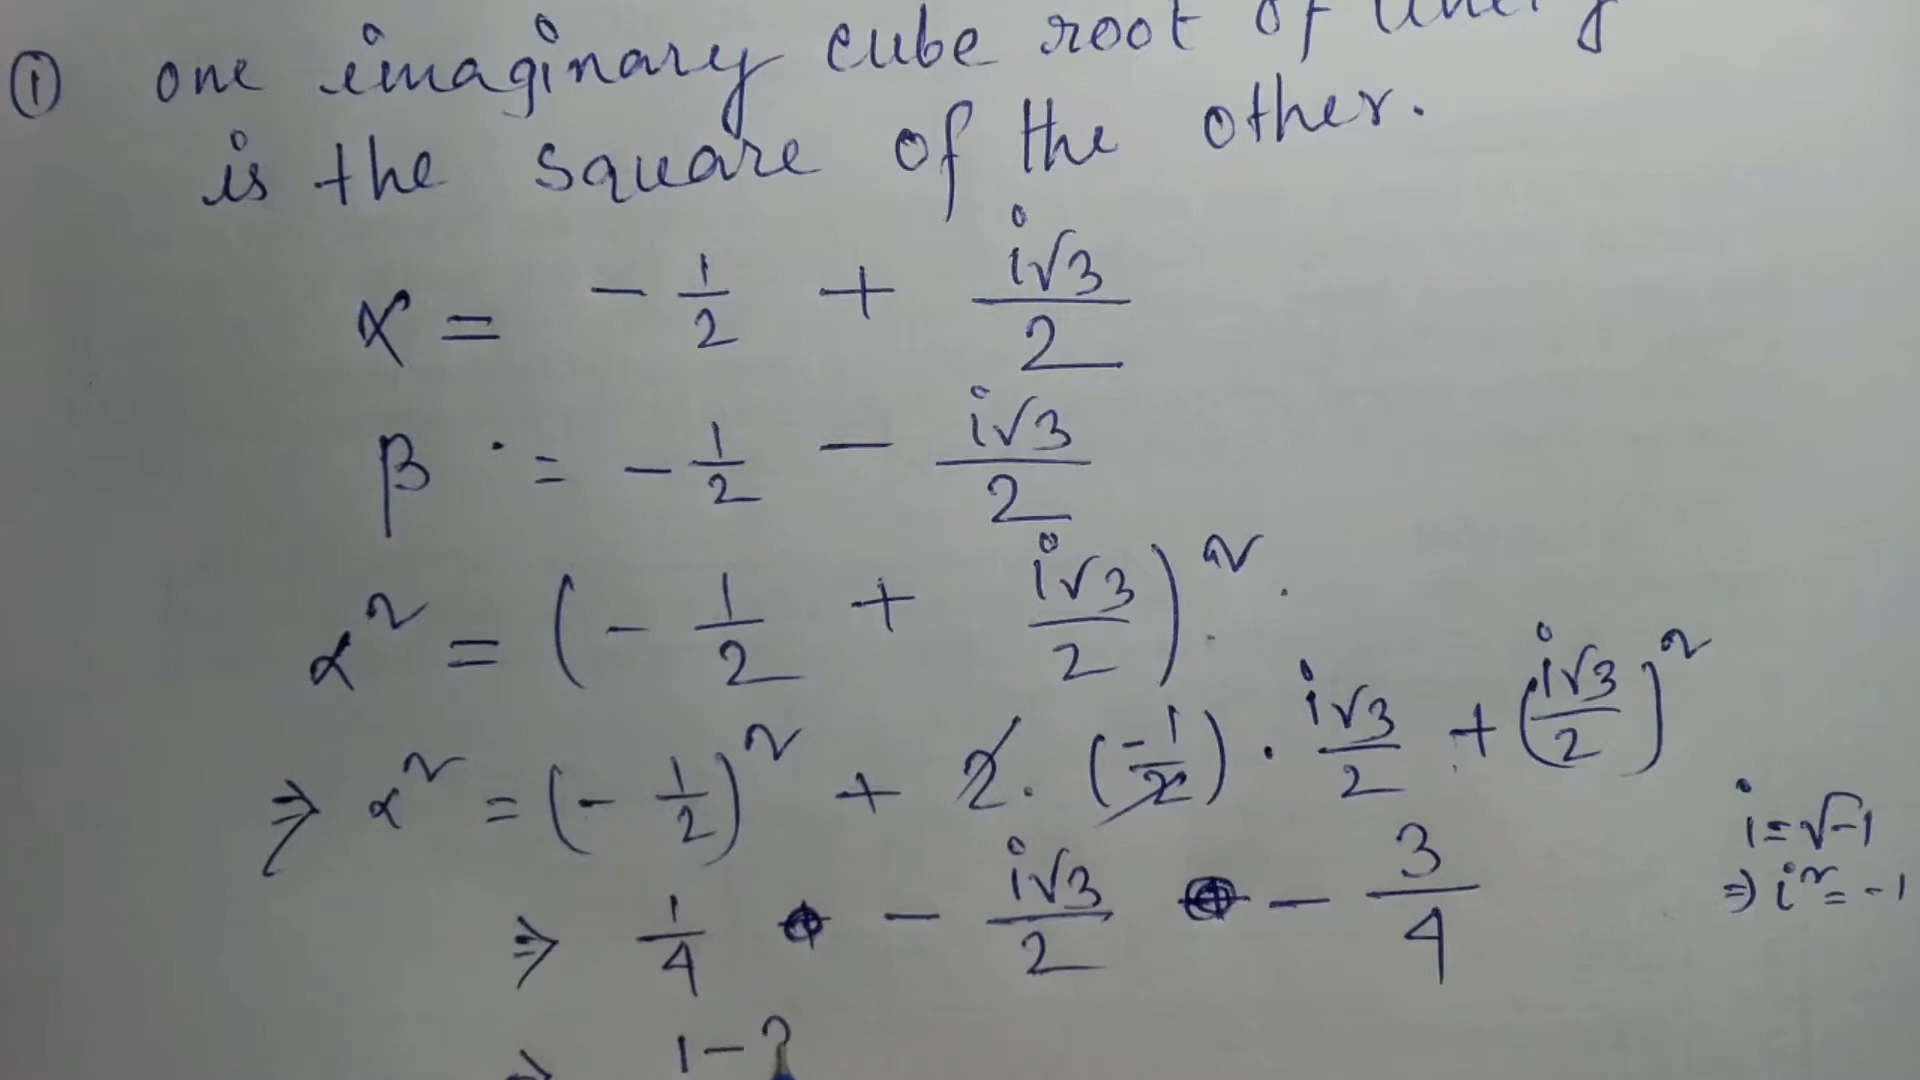 ① one imaginary cube root of unity
is the square of the other.
α = - 1/2 + i√3/2
β = - 1/2 - i√3/2
α² = (- 1/2 + i√3/2)².
⇒ α² = (- 1/2)² + 2. (-1/2) · i√3/2 + (i√3/2)²
i = √-1
⇒ i² = -1
⇒ 1/4 - i√3/2 - 3/4
⇒ 1-